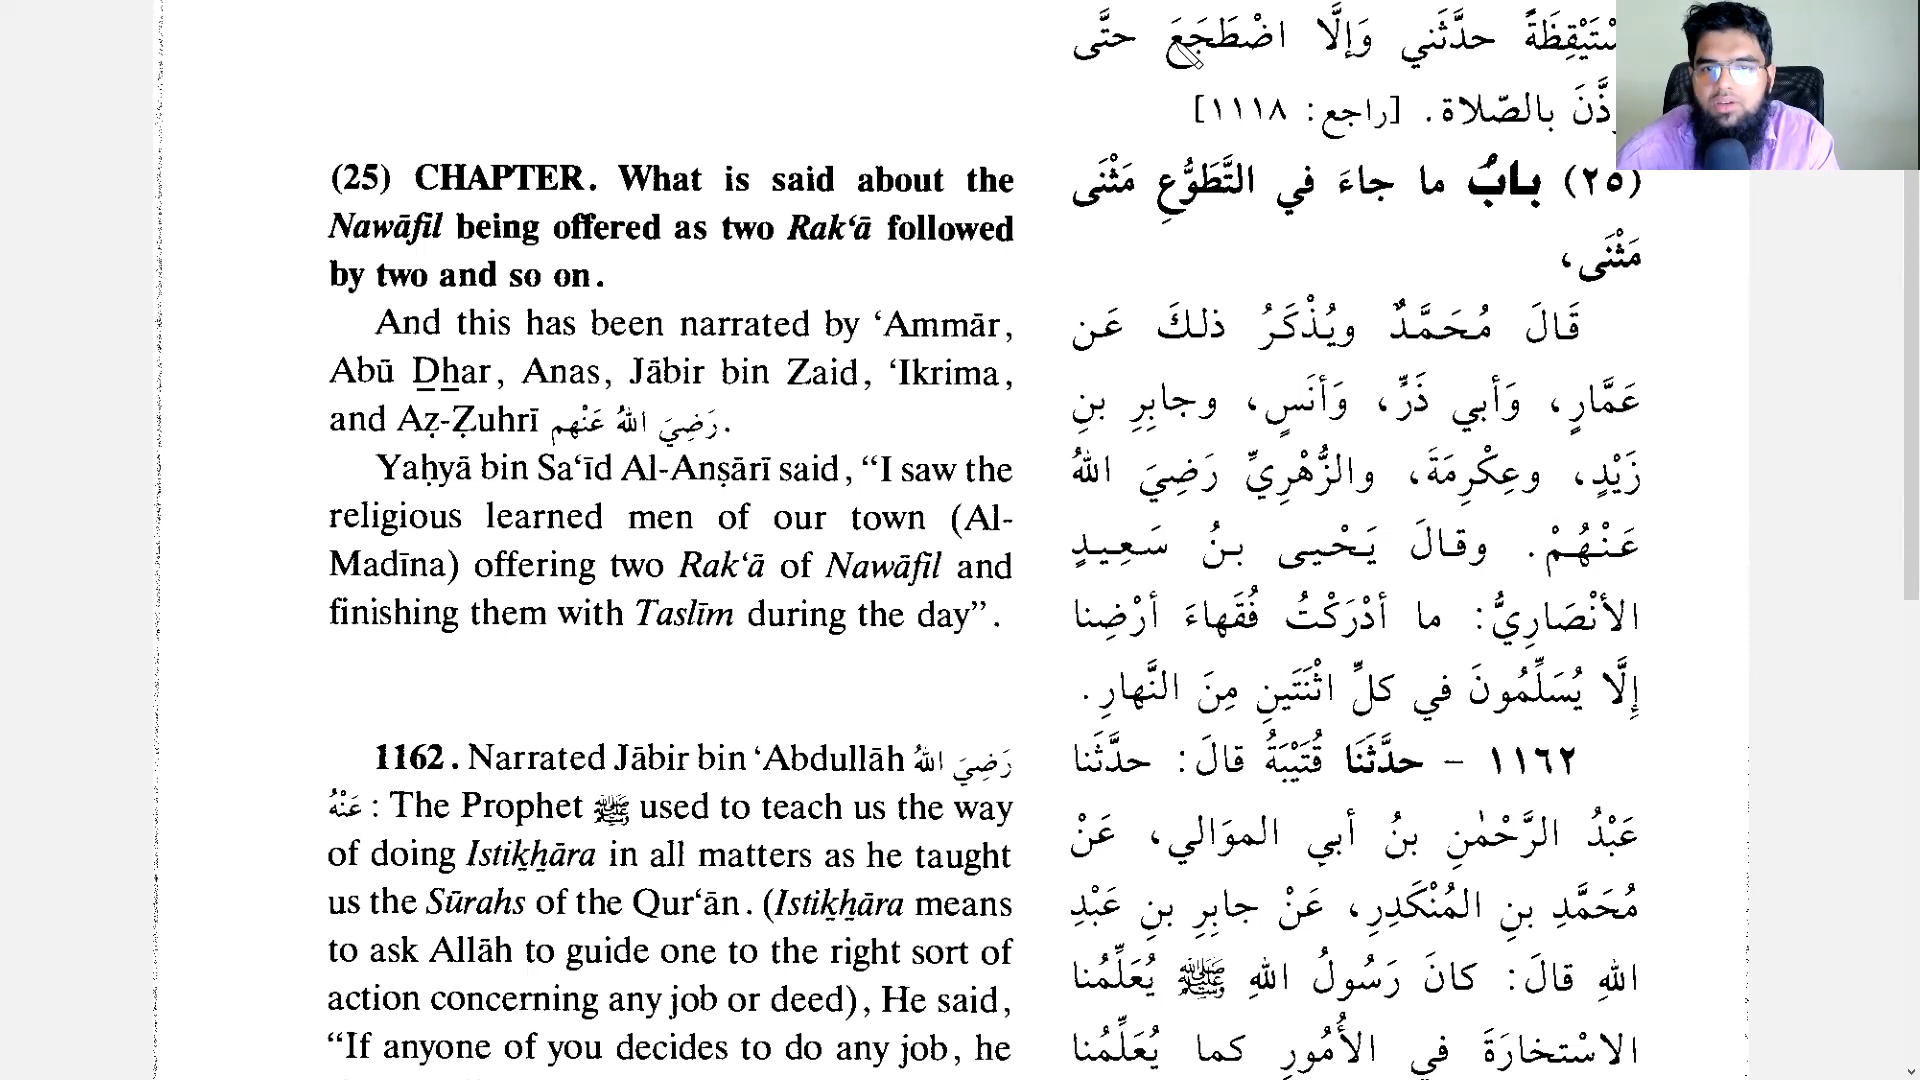 (25) CHAPTER. What is said about the
Nawāfil being offered as two Rak‘ā followed
by two and so on.
And this has been narrated by ‘Ammār,
Abū Dhar, Anas, Jābir bin Zaid, ‘Ikrima,
and Aẓ-Ẓuhrī رَضِيَ اللهُ عَنْهم.
Yaḥyā bin Sa‘īd Al-Anṣārī said, “I saw the
religious learned men of our town (Al-
Madīna) offering two Rak‘ā of Nawāfil and
finishing them with Taslīm during the day”.
1162. Narrated Jābir bin ‘Abdullāh رَضِيَ اللهُ
عَنْهُ : The Prophet ﷺ used to teach us the way
of doing Istikhāra in all matters as he taught
us the Sūrahs of the Qur‘ān. (Istikhāra means
to ask Allāh to guide one to the right sort of
action concerning any job or deed), He said,
“If anyone of you decides to do any job, he
حدَّثَني وَإلَّا اضْطَجَعَ حتَّى
بالصّلاة. [راجع: ١١١٨]
(٢٥) بابُ ما جاءَ في التَّطَوُّعِ مَثْنَى
مَثْنَى،
قَالَ مُحَمَّدٌ ويُذْكَرُ ذلكَ عَن
عَمَّارٍ، وَأبي ذَرٍّ، وَأنَسٍ، وجابِرِ بنِ
زَيْدٍ، وعِكْرِمَةَ، والزُّهْرِيِّ رَضِيَ اللهُ
عَنْهُمْ. وقالَ يَحْيى بنُ سَعِيدٍ
الأنْصَارِيُّ: ما أدْرَكْتُ فُقَهاءَ أرْضِنا
إِلَّا يُسَلِّمُونَ في كلِّ اثْنَتَينِ مِنَ النَّهارِ.
١١٦٢ - حدَّثَنَا قُتَيْبَةُ قالَ: حدَّثَنا
عَبْدُ الرَّحْمٰنِ بنُ أبي الموَالي، عَنْ
مُحَمَّدِ بنِ المُنْكَدِرِ، عَنْ جابِرِ بنِ عَبْدِ
اللهِ قالَ: كانَ رَسُولُ اللهِ ﷺ يُعَلِّمُنا
الاسْتخارَةَ في الأُمُورِ كما يُعَلِّمُنا